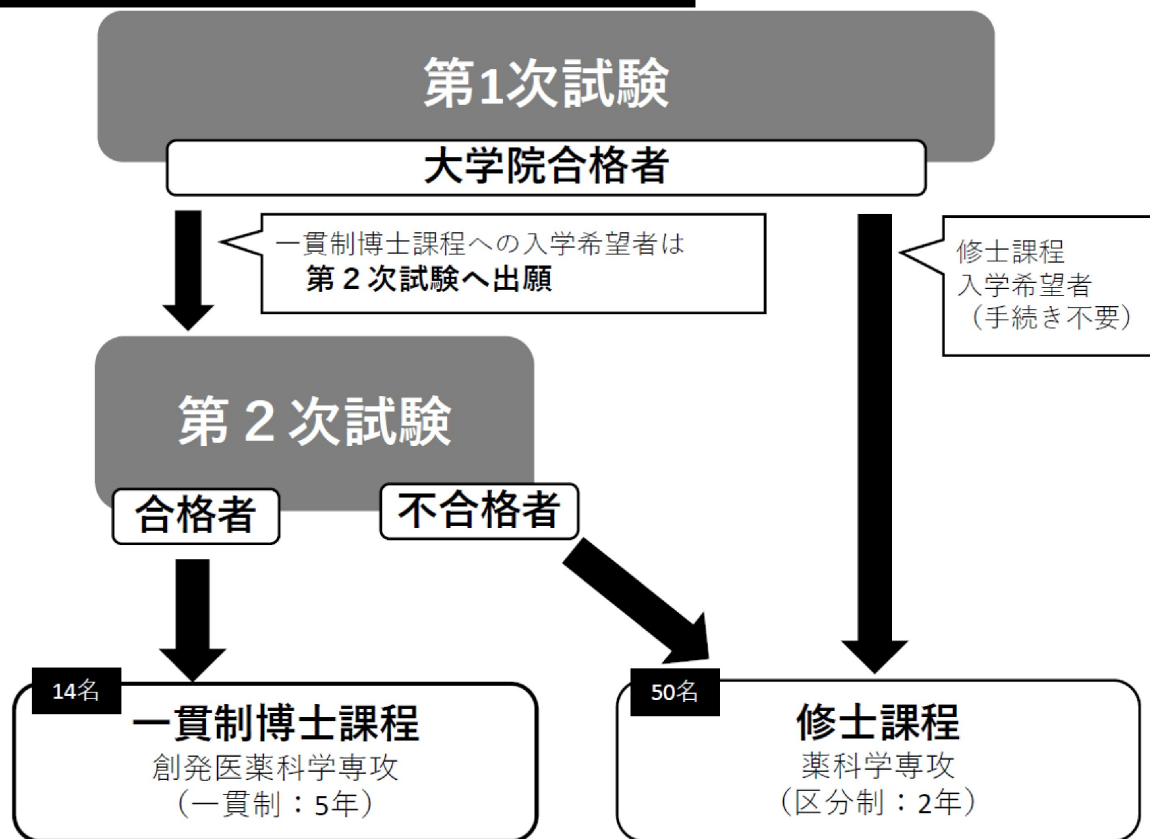 第1次試験
大学院合格者
一貫制博士課程への入学希望者は
第２次試験へ出願
修士課程
入学希望者
（手続き不要）
第２次試験
合格者
不合格者
14名
一貫制博士課程
創発医薬科学専攻
（一貫制：5年）
50名
修士課程
薬科学専攻
（区分制：2年）